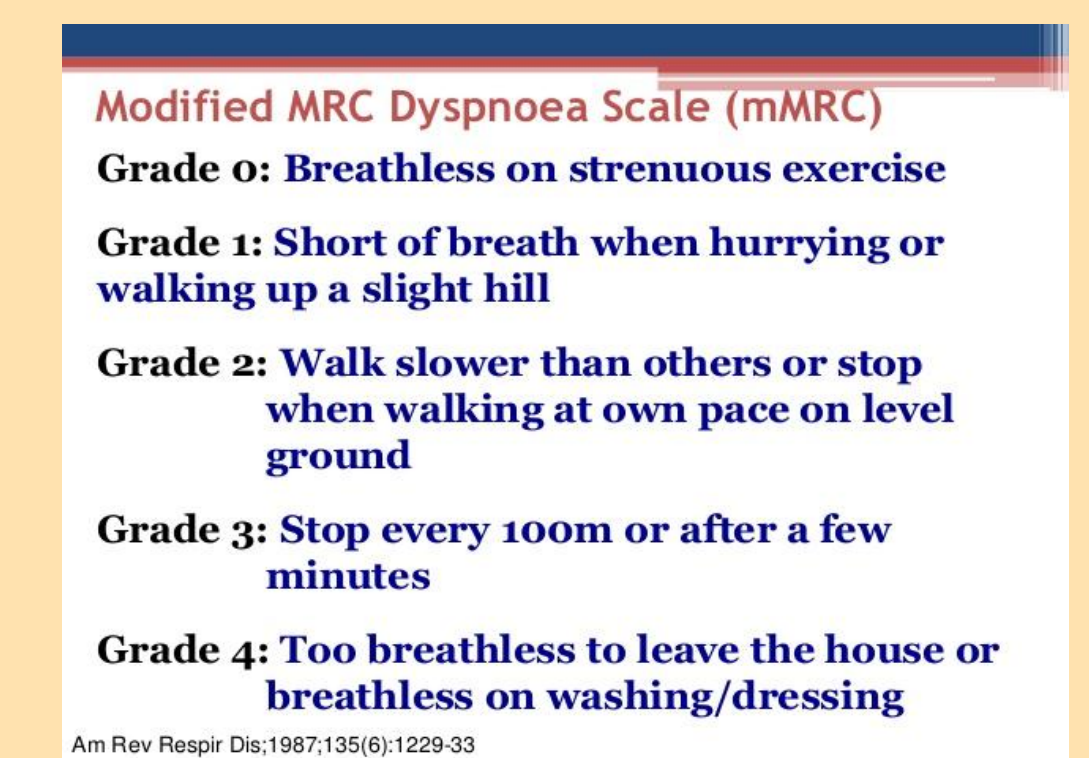 Modified MRC Dyspnoea Scale (mMRC)
Grade 0: Breathless on strenuous exercise
Grade 1: Short of breath when hurrying or
walking up a slight hill
Grade 2: Walk slower than others or stop
when walking at own pace on level
ground
Grade 3: Stop every 100m or after a few
minutes
Grade 4: Too breathless to leave the house or
breathless on washing/dressing
Am Rev Respir Dis;1987;135(6):1229-33